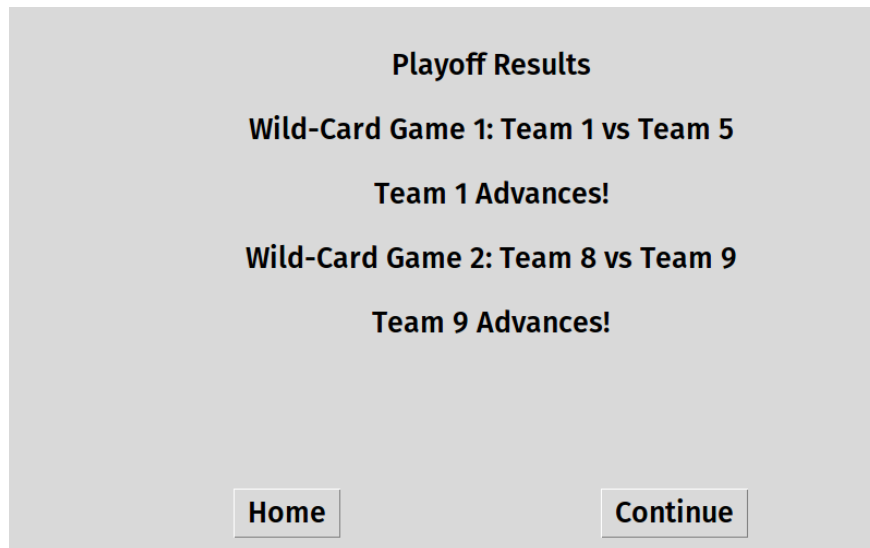 Playoff Results
Wild-Card Game 1: Team 1 vs Team 5
Team 1 Advances!
Wild-Card Game 2: Team 8 vs Team 9
Team 9 Advances!
Home Continue